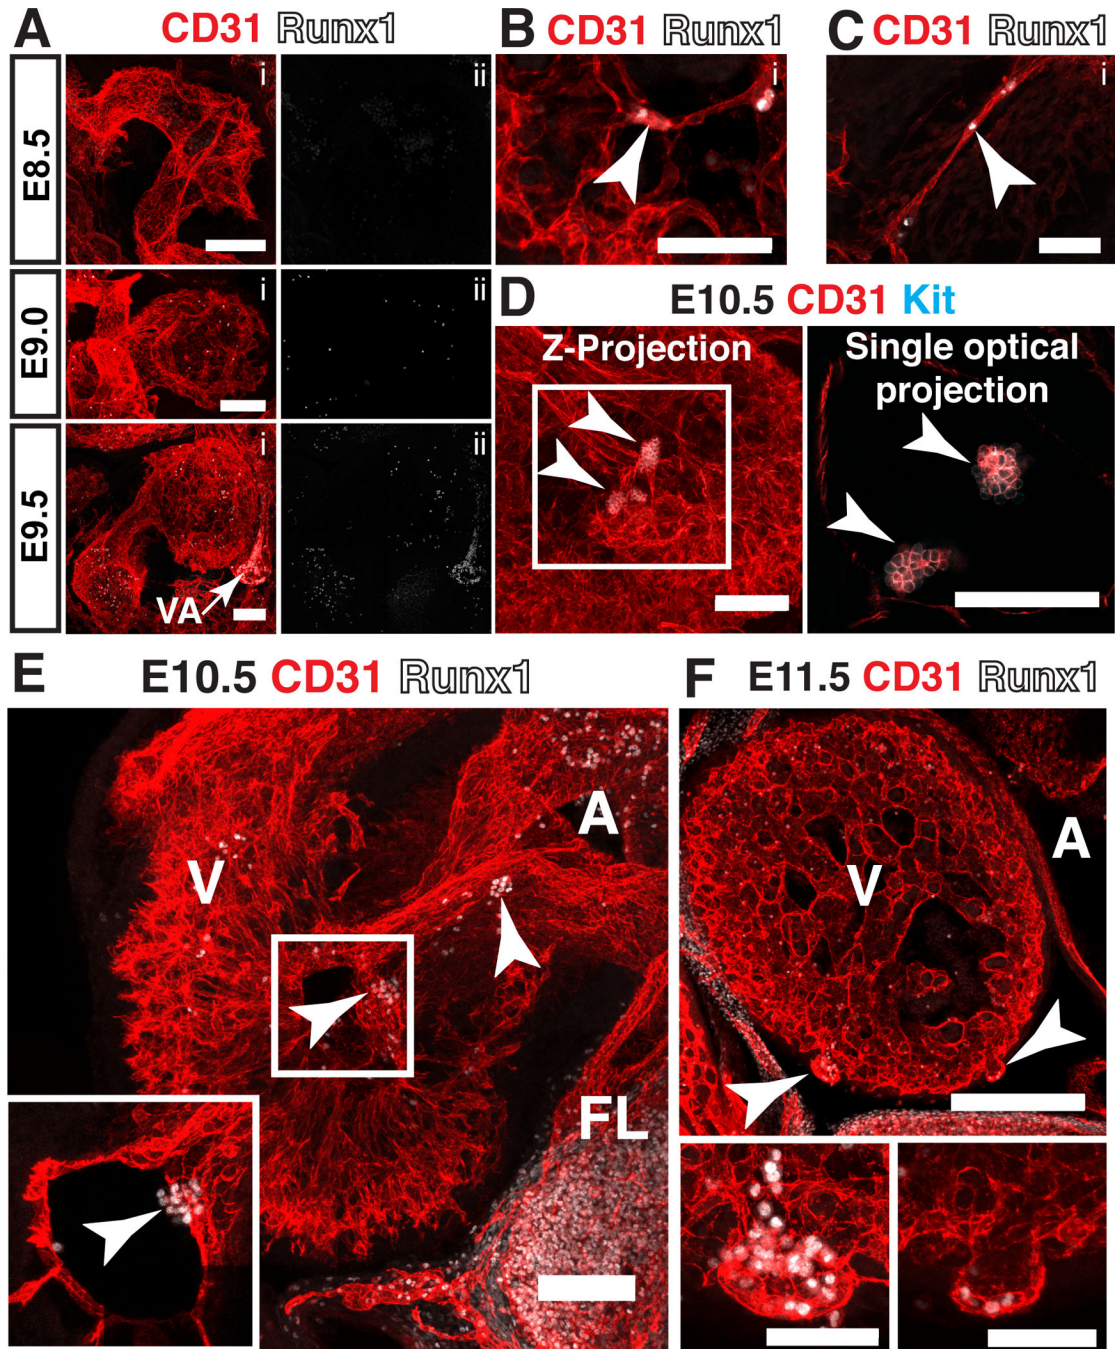 A CD31 Runx1
E8.5
i
ii
E9.0
i
ii
E9.5
i
ii
VA
B CD31 Runx1
i
C CD31 Runx1
i
D E10.5 CD31 Kit
Z-Projection
Single optical
projection
E E10.5 CD31 Runx1
V
A
FL
F E11.5 CD31 Runx1
V
A